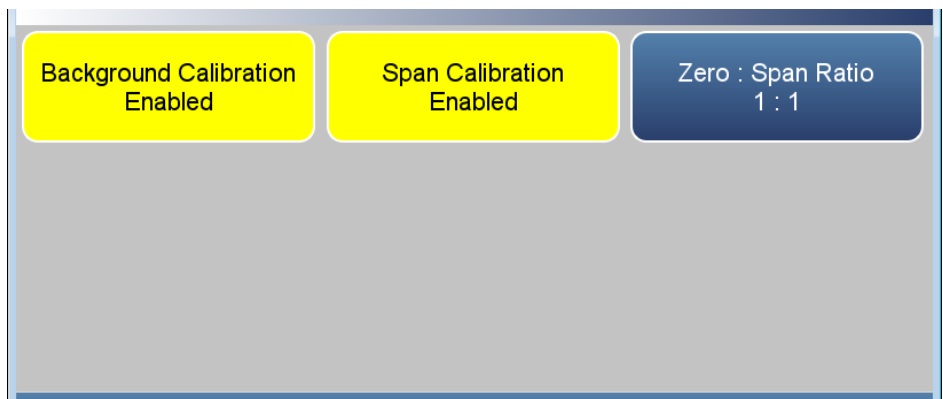 Background Calibration
Enabled
Span Calibration
Enabled
Zero : Span Ratio
1 : 1